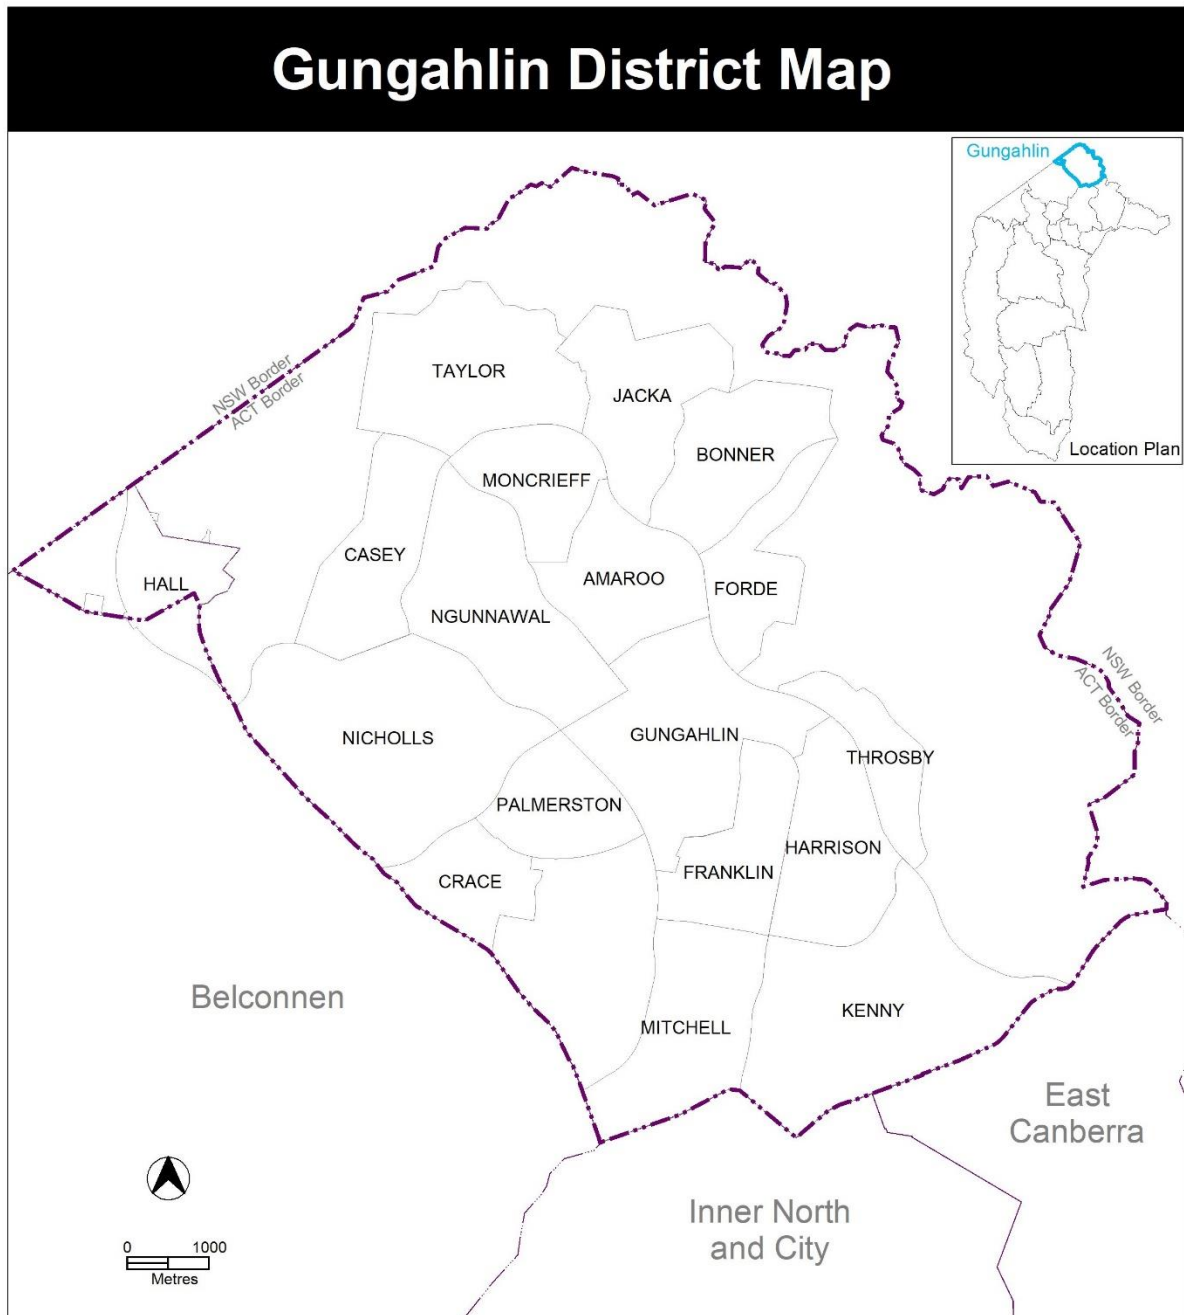 Gungahlin District Map
Gungahlin
Location Plan
NSW Border
ACT Border
TAYLOR
JACKA
BONNER
MONCRIEFF
CASEY
HALL
AMAROO
FORDE
NGUNNAWAL
NSW Border
ACT Border
NICHOLLS
GUNGAHLIN
THROSBY
PALMERSTON
HARRISON
FRANKLIN
CRACE
Belconnen
KENNY
MITCHELL
East
Canberra
Inner North
and City
0 1000
Metres